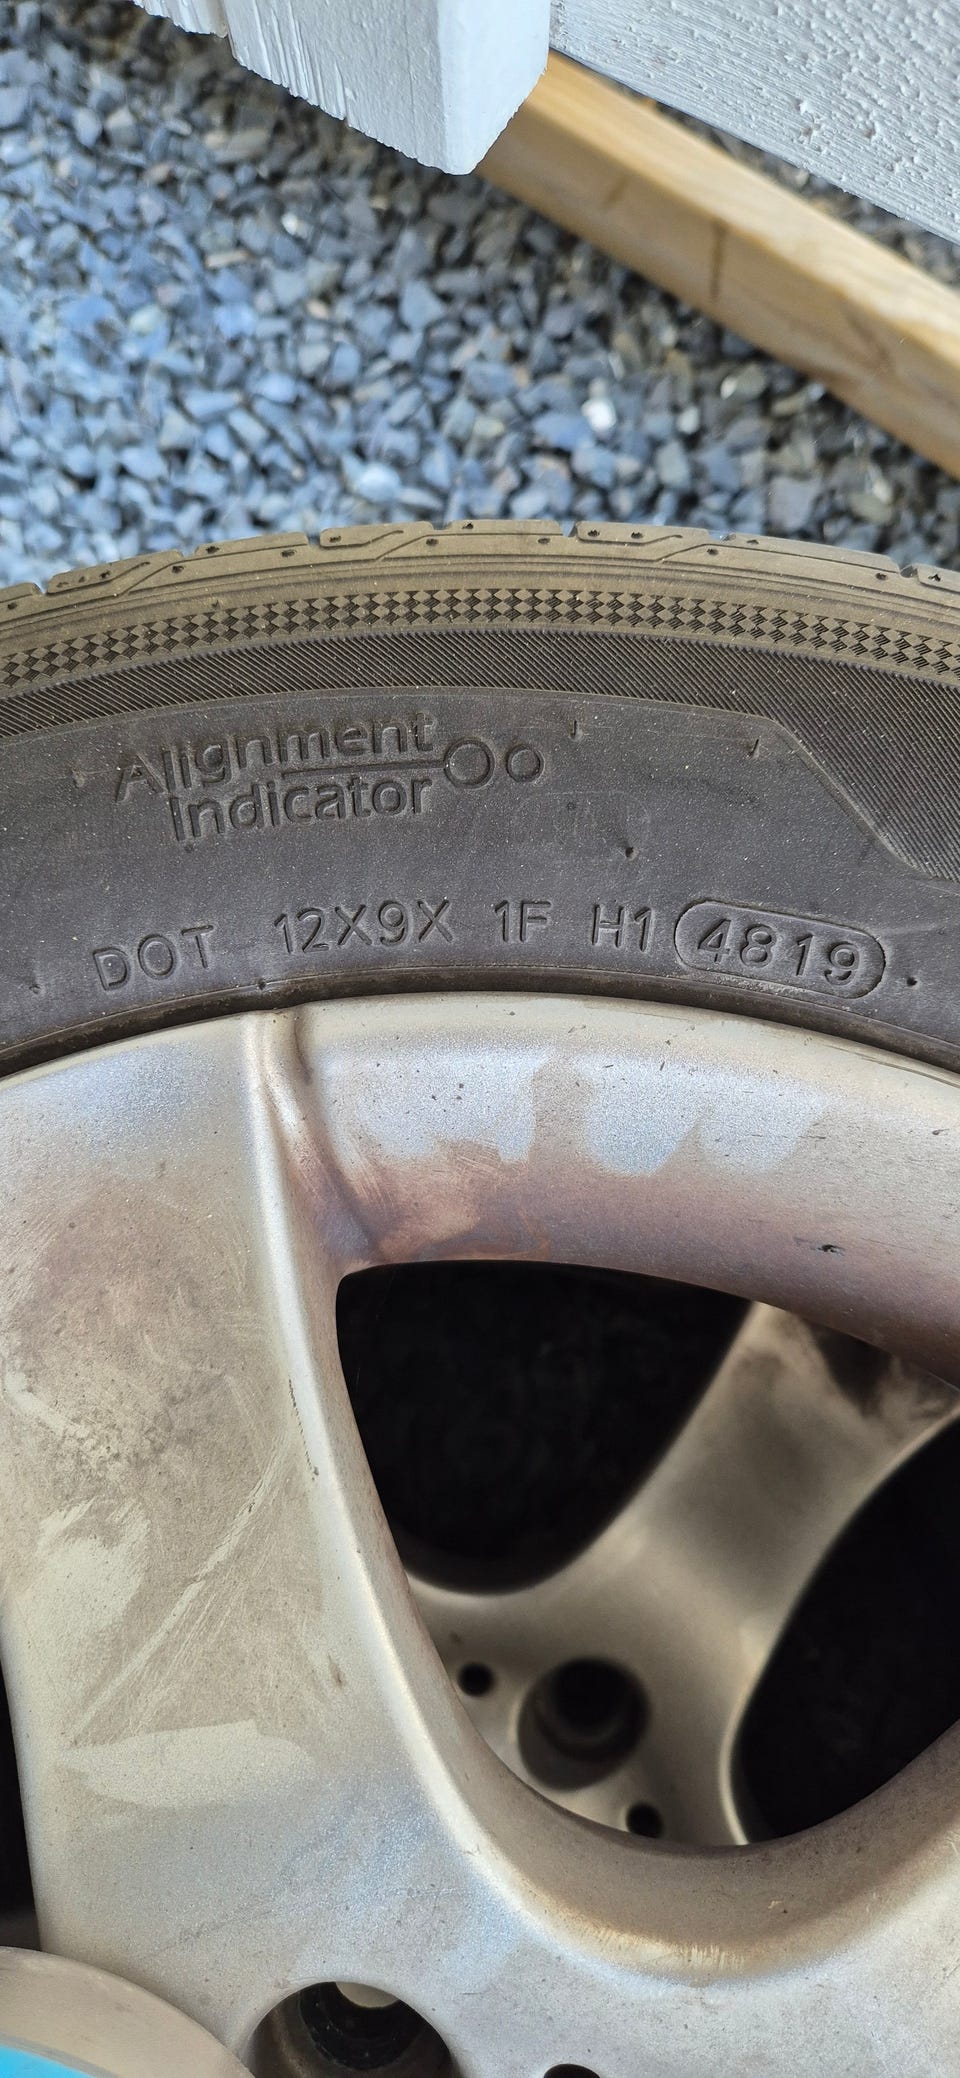 Alignment
Indicator
DOT 12X9X 1F H1 4819